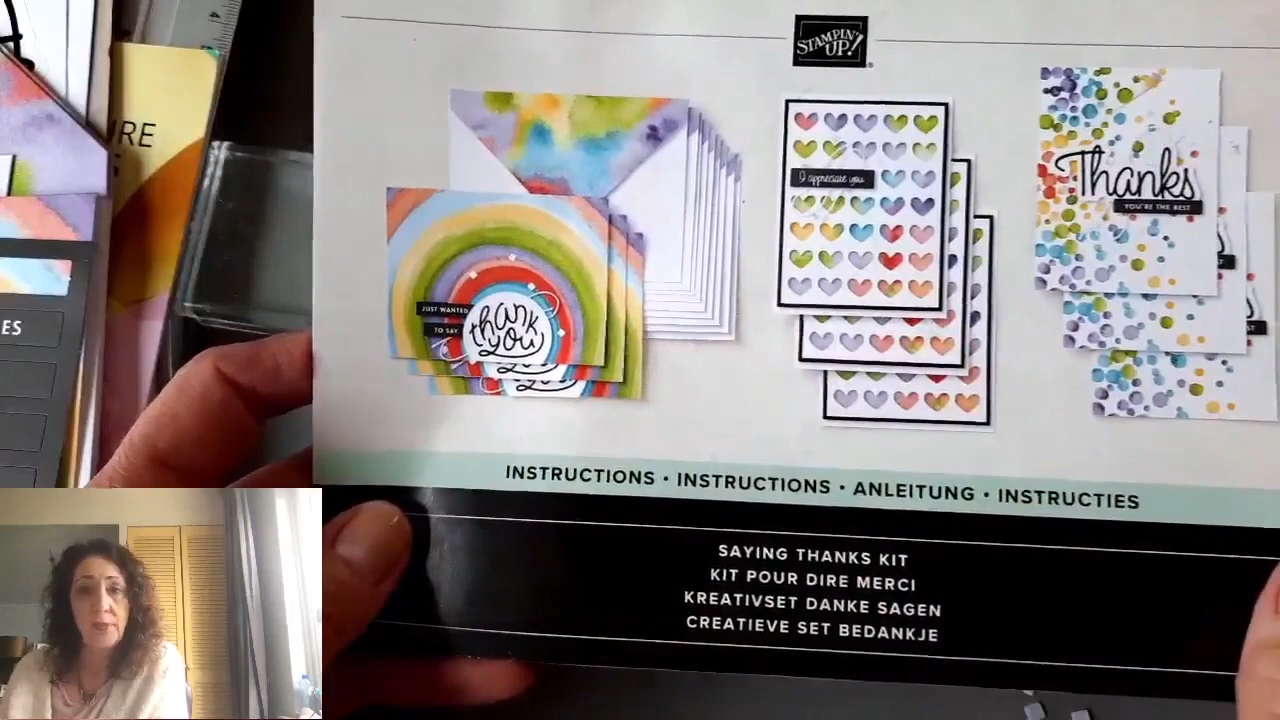 STAMPIN' UP!®
4
RE
ES
I appreciate you
Thanks
YOU'RE THE BEST
JUST WANTED
TO SAY
thank you
INSTRUCTIONS • INSTRUCTIONS • ANLEITUNG • INSTRUCTIES
SAYING THANKS KIT
KIT POUR DIRE MERCI
KREATIVSET DANKE SAGEN
CREATIEVE SET BEDANKJE